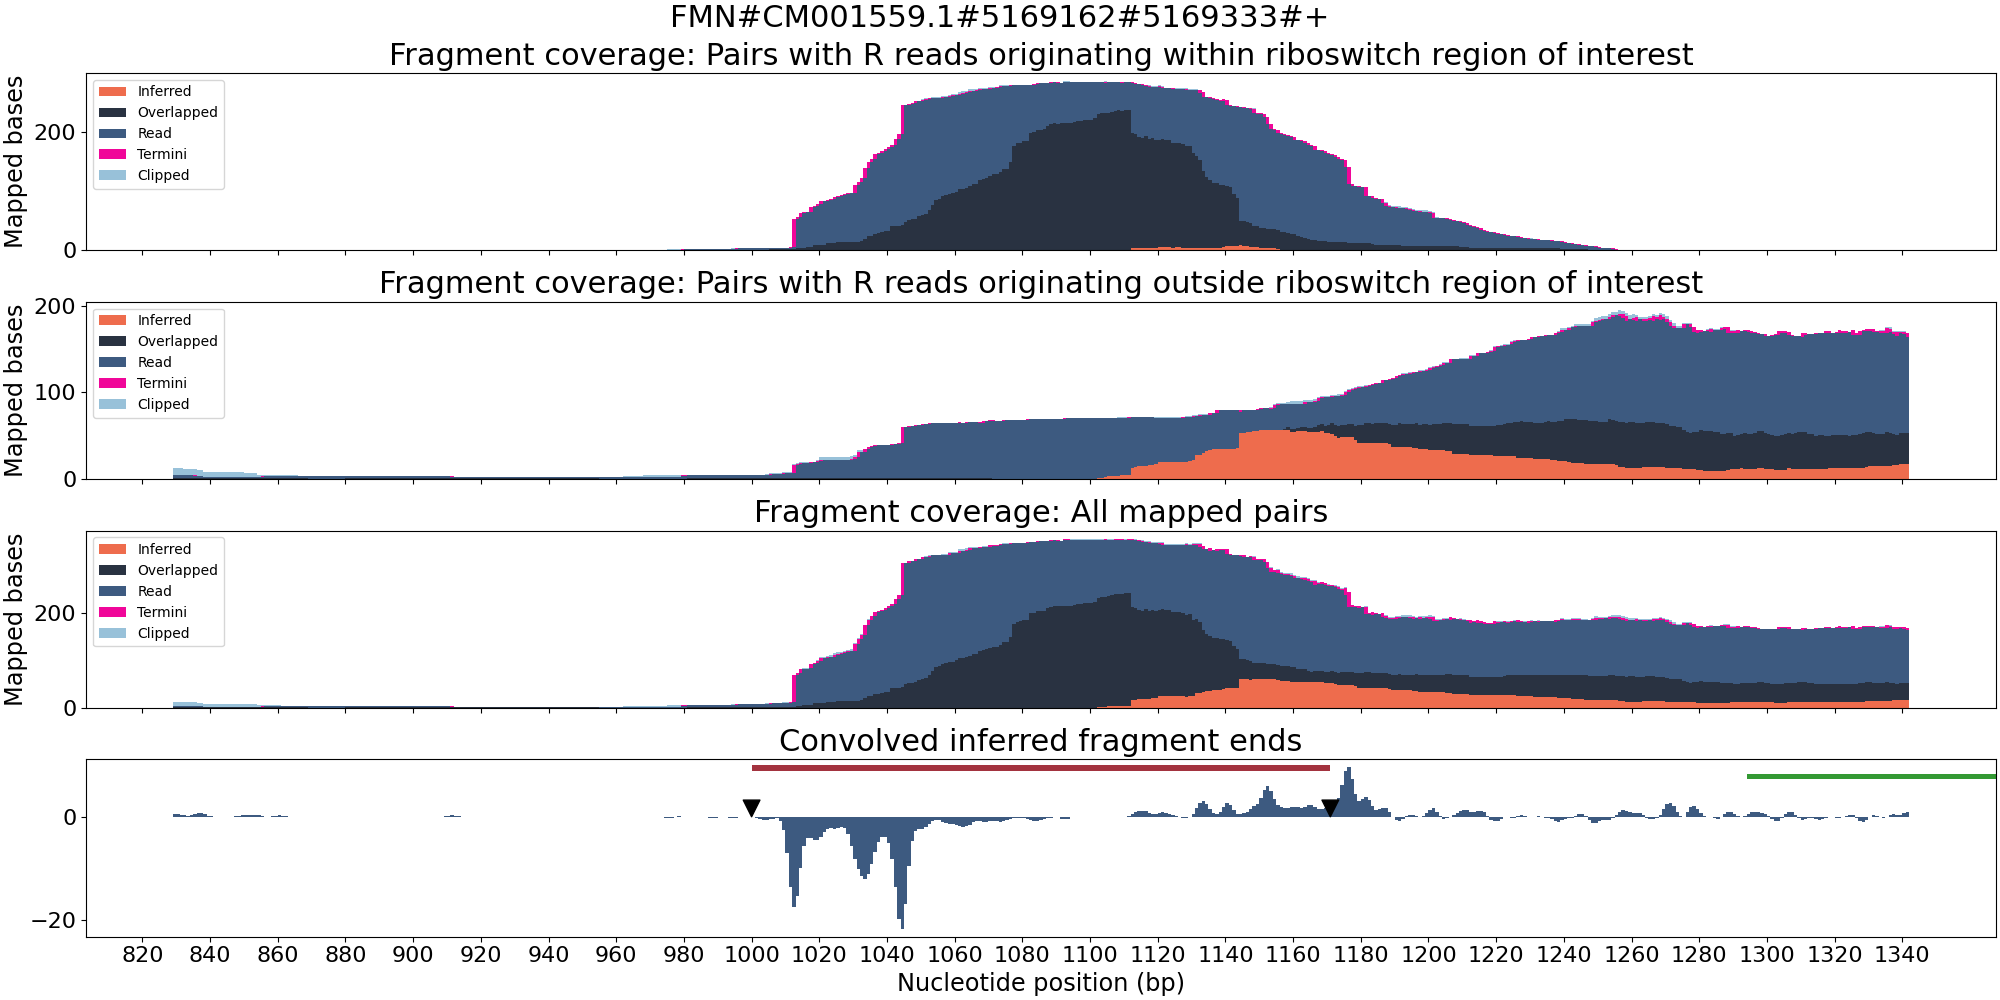 FMN#CM001559.1#5169162#5169333#+
Fragment coverage: Pairs with R reads originating within riboswitch region of interest
Mapped bases
200
0
Inferred
Overlapped
Read
Termini
Clipped
Fragment coverage: Pairs with R reads originating outside riboswitch region of interest
Mapped bases
200
100
0
Inferred
Overlapped
Read
Termini
Clipped
Fragment coverage: All mapped pairs
Mapped bases
200
0
Inferred
Overlapped
Read
Termini
Clipped
Convolved inferred fragment ends
0
−20
820 840 860 880 900 920 940 960 980 1000 1020 1040 1060 1080 1100 1120 1140 1160 1180 1200 1220 1240 1260 1280 1300 1320 1340
Nucleotide position (bp)